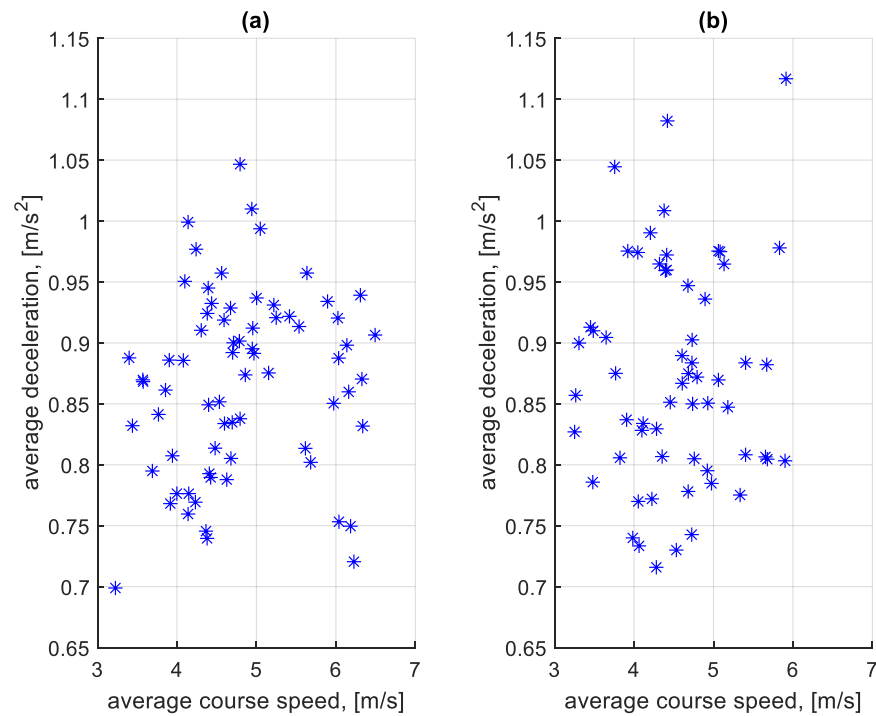 (a)
1.15
1.1
1.05
1
0.95
0.9
0.85
0.8
0.75
0.7
0.65
average deceleration, [m/s²]
3 4 5 6 7
average course speed, [m/s]
(b)
1.15
1.1
1.05
1
0.95
0.9
0.85
0.8
0.75
0.7
0.65
average deceleration, [m/s²]
3 4 5 6 7
average course speed, [m/s]